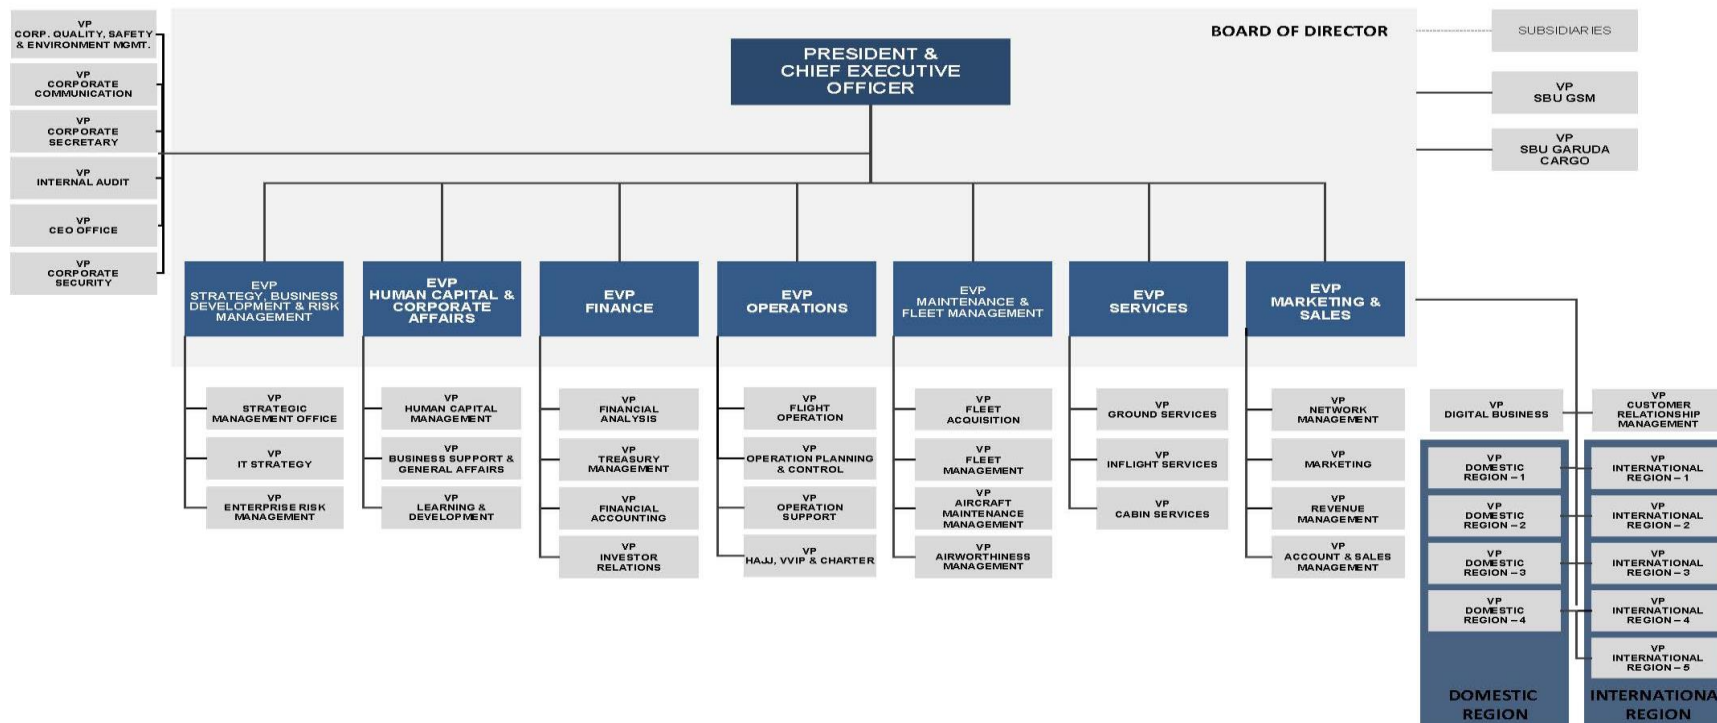 VP
CORP. QUALITY, SAFETY
& ENVIRONMENT MGMT.
VP
CORPORATE
COMMUNICATION
VP
CORPORATE
SECRETARY
VP
INTERNAL AUDIT
VP
CEO OFFICE
VP
CORPORATE
SECURITY
PRESIDENT &
CHIEF EXECUTIVE
OFFICER
BOARD OF DIRECTOR
SUBSIDIARIES
VP
SBU GSM
VP
SBU GARUDA
CARGO
EVP
STRATEGY, BUSINESS
DEVELOPMENT & RISK
MANAGEMENT
VP
STRATEGIC
MANAGEMENT OFFICE
VP
IT STRATEGY
VP
ENTERPRISE RISK
MANAGEMENT
EVP
HUMAN CAPITAL &
CORPORATE
AFFAIRS
VP
HUMAN CAPITAL
MANAGEMENT
VP
BUSINESS SUPPORT &
GENERAL AFFAIRS
VP
LEARNING &
DEVELOPMENT
EVP
FINANCE
VP
FINANCIAL
ANALYSIS
VP
TREASURY
MANAGEMENT
VP
FINANCIAL
ACCOUNTING
VP
INVESTOR
RELATIONS
EVP
OPERATIONS
VP
FLIGHT
OPERATION
VP
OPERATION PLANNING
& CONTROL
VP
OPERATION
SUPPORT
VP
HAJJ, VVIP & CHARTER
EVP
MAINTENANCE &
FLEET MANAGEMENT
VP
FLEET
ACQUISITION
VP
FLEET
MANAGEMENT
VP
AIRCRAFT
MAINTENANCE
MANAGEMENT
VP
AIRWORTHINESS
MANAGEMENT
EVP
SERVICES
VP
GROUND SERVICES
VP
INFLIGHT SERVICES
VP
CABIN SERVICES
EVP
MARKETING &
SALES
VP
NETWORK
MANAGEMENT
VP
MARKETING
VP
REVENUE
MANAGEMENT
VP
ACCOUNT & SALES
MANAGEMENT
VP
DIGITAL BUSINESS
VP
CUSTOMER
RELATIONSHIP
MANAGEMENT
VP
DOMESTIC
REGION – 1
VP
DOMESTIC
REGION – 2
VP
DOMESTIC
REGION – 3
VP
DOMESTIC
REGION – 4
DOMESTIC
REGION
VP
INTERNATIONAL
REGION – 1
VP
INTERNATIONAL
REGION – 2
VP
INTERNATIONAL
REGION – 3
VP
INTERNATIONAL
REGION – 4
VP
INTERNATIONAL
REGION – 5
INTERNATIONA
REGION